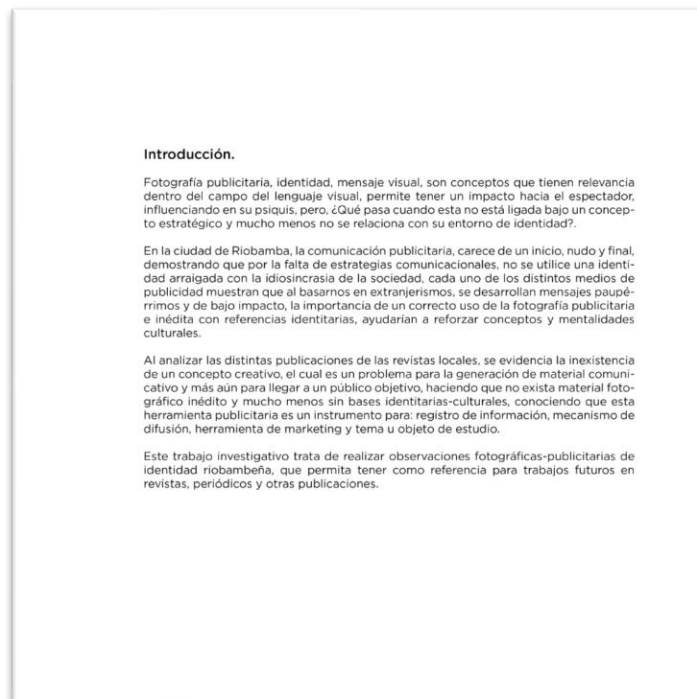 Introducción.
Fotografía publicitaria, identidad, mensaje visual, son conceptos que tienen relevancia
dentro del campo del lenguaje visual, permite tener un impacto hacia el espectador,
influenciando en su psiquis, pero, ¿Qué pasa cuando esta no está ligada bajo un concep-
to estratégico y mucho menos no se relaciona con su entorno de identidad?.
En la ciudad de Riobamba, la comunicación publicitaria, carece de un inicio, nudo y final,
demostrando que por la falta de estrategias comunicacionales, no se utilice una identi-
dad arraigada con la idiosincrasia de la sociedad, cada uno de los distintos medios de
publicidad muestran que al basarnos en extranjerismos, se desarrollan mensajes paupé-
rrimos y de bajo impacto, la importancia de un correcto uso de la fotografía publicitaria
e inédita con referencias identitarias, ayudarían a reforzar conceptos y mentalidades
culturales.
Al analizar las distintas publicaciones de las revistas locales, se evidencia la inexistencia
de un concepto creativo, el cual es un problema para la generación de material comuni-
cativo y más aún para llegar a un público objetivo, haciendo que no exista material foto-
gráfico inédito y mucho menos sin bases identitarias-culturales, conociendo que esta
herramienta publicitaria es un instrumento para: registro de información, mecanismo de
difusión, herramienta de marketing y tema u objeto de estudio.
Este trabajo investigativo trata de realizar observaciones fotográficas-publicitarias de
identidad riobambeña, que permita tener como referencia para trabajos futuros en
revistas, periódicos y otras publicaciones.